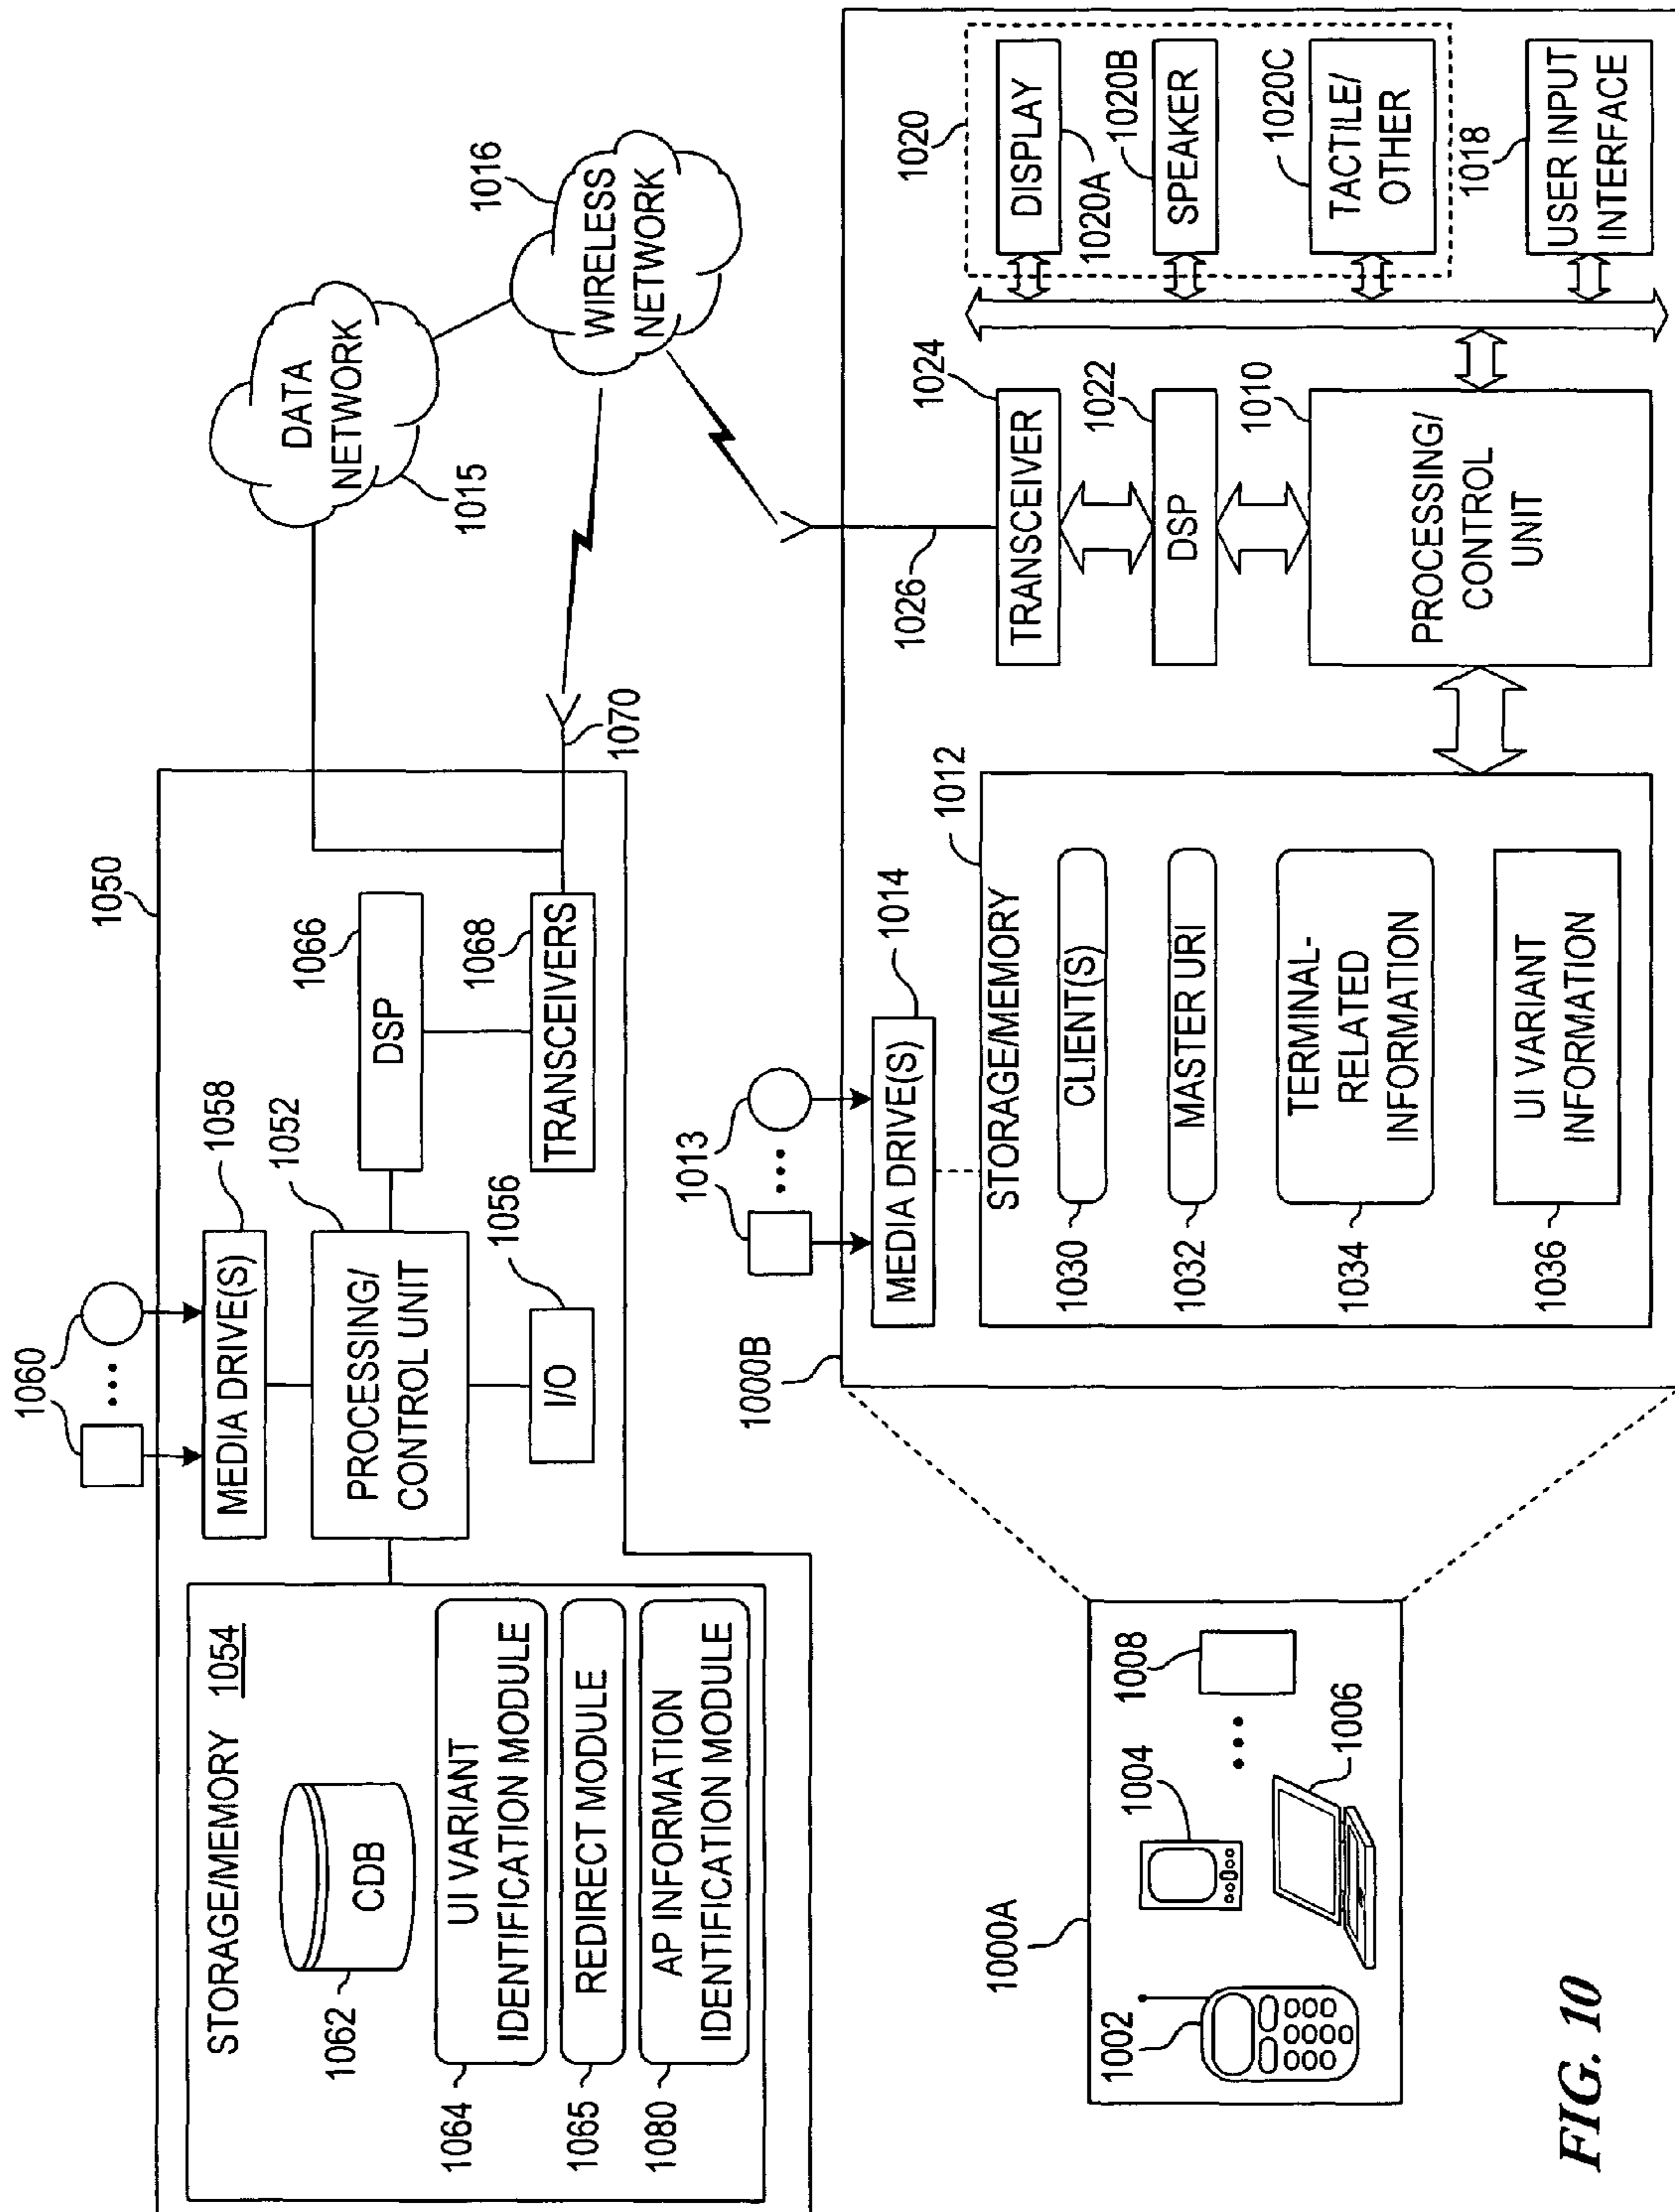 1050
1060
MEDIA DRIVE(S)
1058
STORAGE/MEMORY 1054
CDB
1062
UI VARIANT
IDENTIFICATION MODULE
1064
REDIRECT MODULE
1065
AP INFORMATION
IDENTIFICATION MODULE
1080
PROCESSING/
CONTROL UNIT
1052
I/O
1056
DSP
1066
TRANSCEIVERS
1068
1070
DATA
NETWORK
1015
WIRELESS
NETWORK
1016
1000A
1002
1004
1006
1008
1000B
1013
MEDIA DRIVE(S)
1014
STORAGE/MEMORY
1012
CLIENT(S)
1030
MASTER URI
1032
TERMINAL-
RELATED
INFORMATION
1034
UI VARIANT
INFORMATION
1036
1026
TRANSCEIVER
1024
DSP
1022
PROCESSING/
CONTROL
UNIT
1010
1020
DISPLAY
1020A
SPEAKER
1020B
TACTILE/
OTHER
1020C
USER INPUT
INTERFACE
1018
FIG. 10